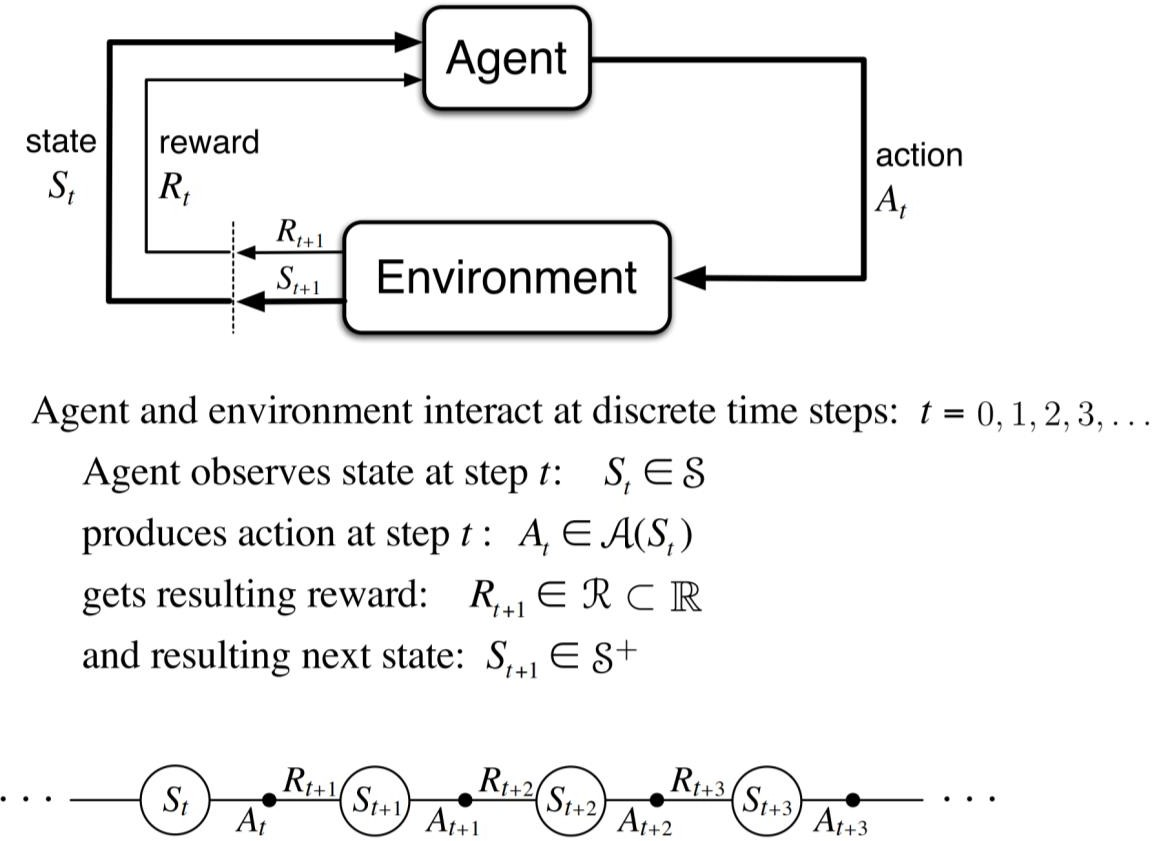 Agent
state
S_t
reward
R_t
action
A_t
R_{t+1}
S_{t+1}
Environment
Agent and environment interact at discrete time steps: t = 0, 1, 2, 3, . . .
Agent observes state at step t: S_t ∈ 𝒮
produces action at step t : A_t ∈ 𝒜(S_t)
gets resulting reward: R_{t+1} ∈ ℛ ⊂ ℝ
and resulting next state: S_{t+1} ∈ 𝒮⁺
. . . S_t A_t R_{t+1} S_{t+1} A_{t+1} R_{t+2} S_{t+2} A_{t+2} R_{t+3} S_{t+3} A_{t+3} . . .